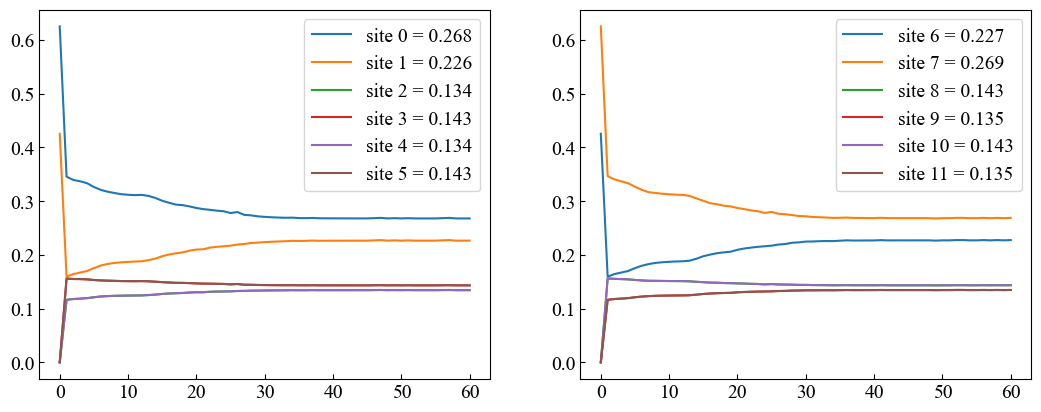 0.6
0.5
0.4
0.3
0.2
0.1
0.0
0 10 20 30 40 50 60
site 0 = 0.268
site 1 = 0.226
site 2 = 0.134
site 3 = 0.143
site 4 = 0.134
site 5 = 0.143
0.6
0.5
0.4
0.3
0.2
0.1
0.0
0 10 20 30 40 50 60
site 6 = 0.227
site 7 = 0.269
site 8 = 0.143
site 9 = 0.135
site 10 = 0.143
site 11 = 0.135